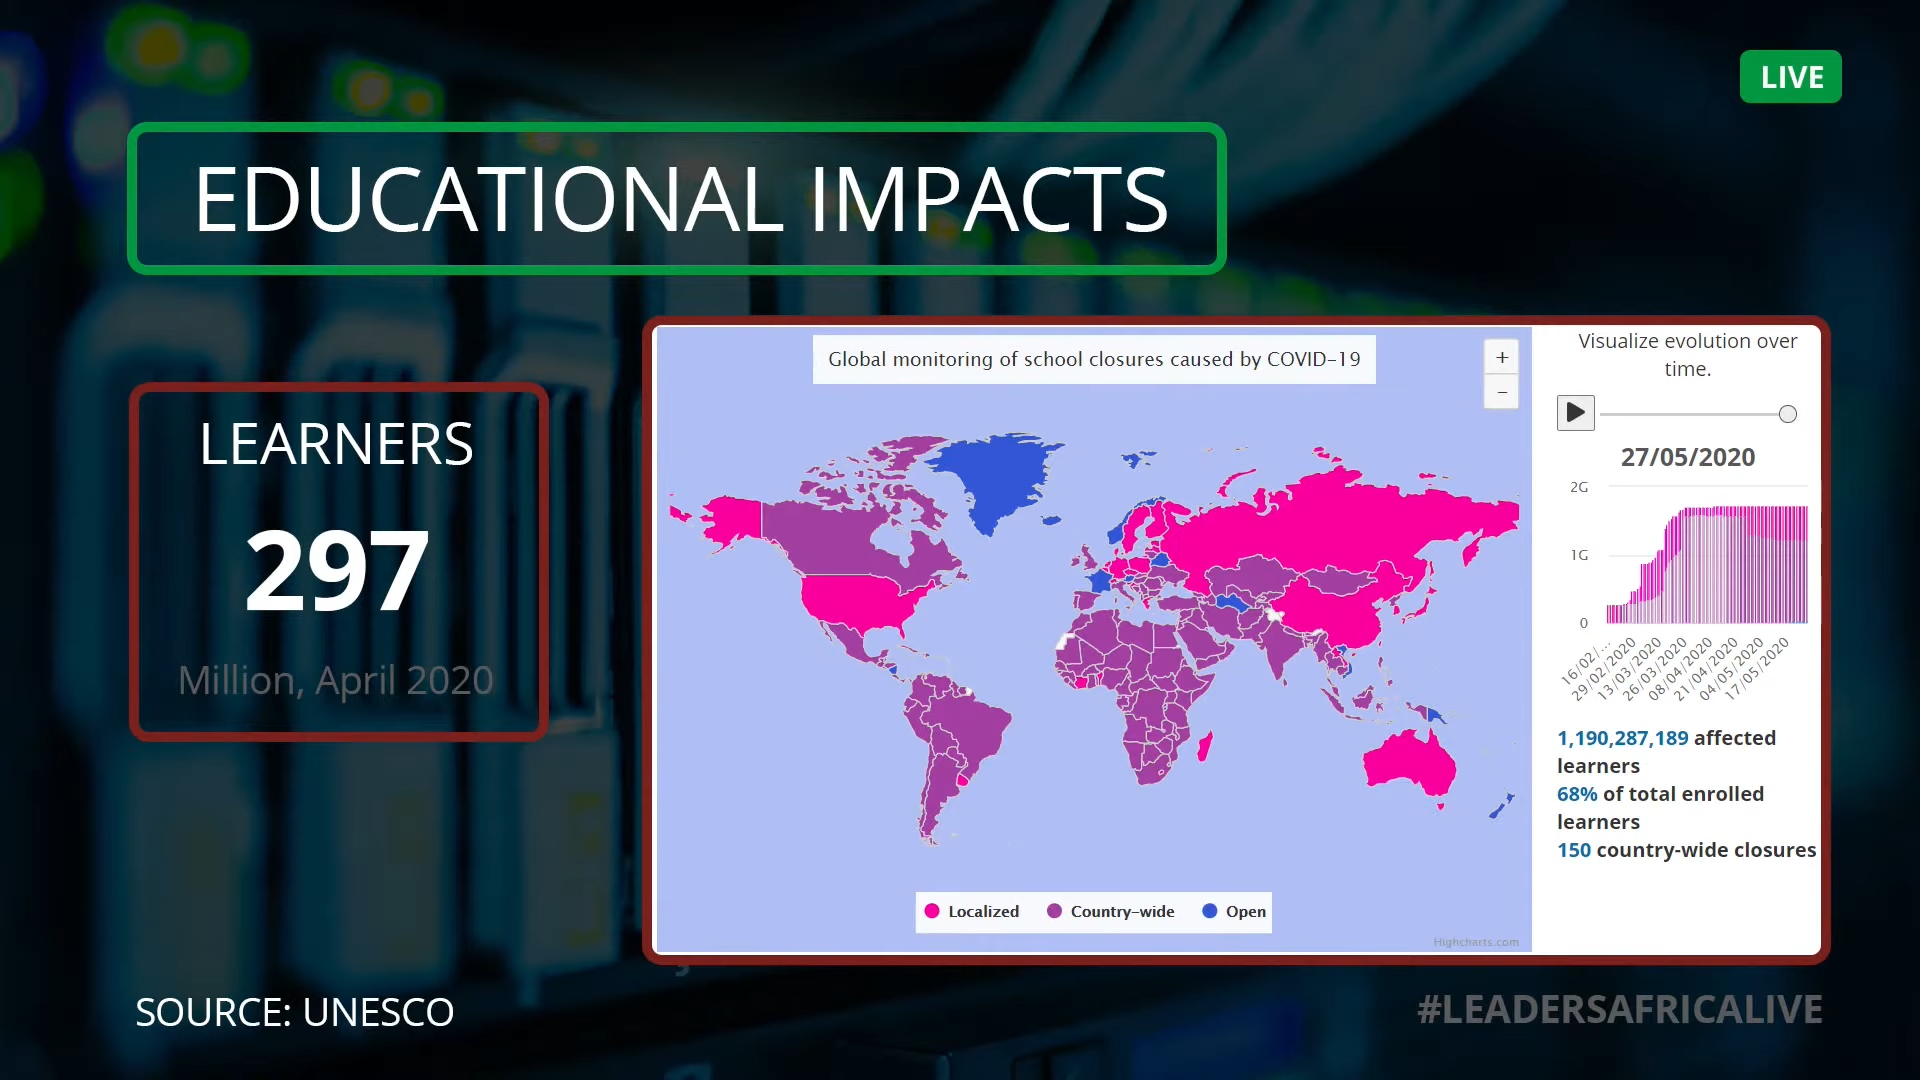 LIVE
EDUCATIONAL IMPACTS
LEARNERS
297
Million, April 2020
Global monitoring of school closures caused by COVID-19
+
−
Localized
Country-wide
Open
Highcharts.com
Visualize evolution over
time.
27/05/2020
2G
1G
0
16/02/...
29/02/2020
13/03/2020
26/03/2020
08/04/2020
21/04/2020
04/05/2020
17/05/2020
1,190,287,189 affected
learners
68% of total enrolled
learners
150 country-wide closures
SOURCE: UNESCO
#LEADERSAFRICALIVE